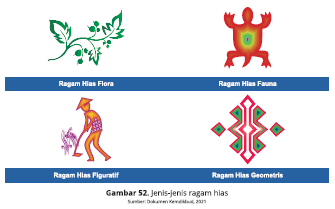 Ragam Hias Flora
Ragam Hias Fauna
Ragam Hias Figuratif
Ragam Hias Geometris
Gambar 52. Jenis-jenis ragam hias
Sumber: Dokumen Kemdikbud, 2021